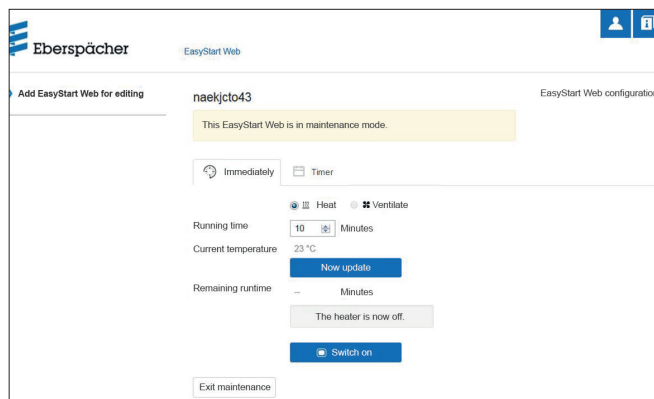 Eberspächer
EasyStart Web
Add EasyStart Web for editing
naekjcto43
EasyStart Web configuration
This EasyStart Web is in maintenance mode.
Immediately Timer
Heat Ventilate
Running time 10 Minutes
Current temperature 23 °C
Now update
Remaining runtime -- Minutes
The heater is now off.
Switch on
Exit maintenance